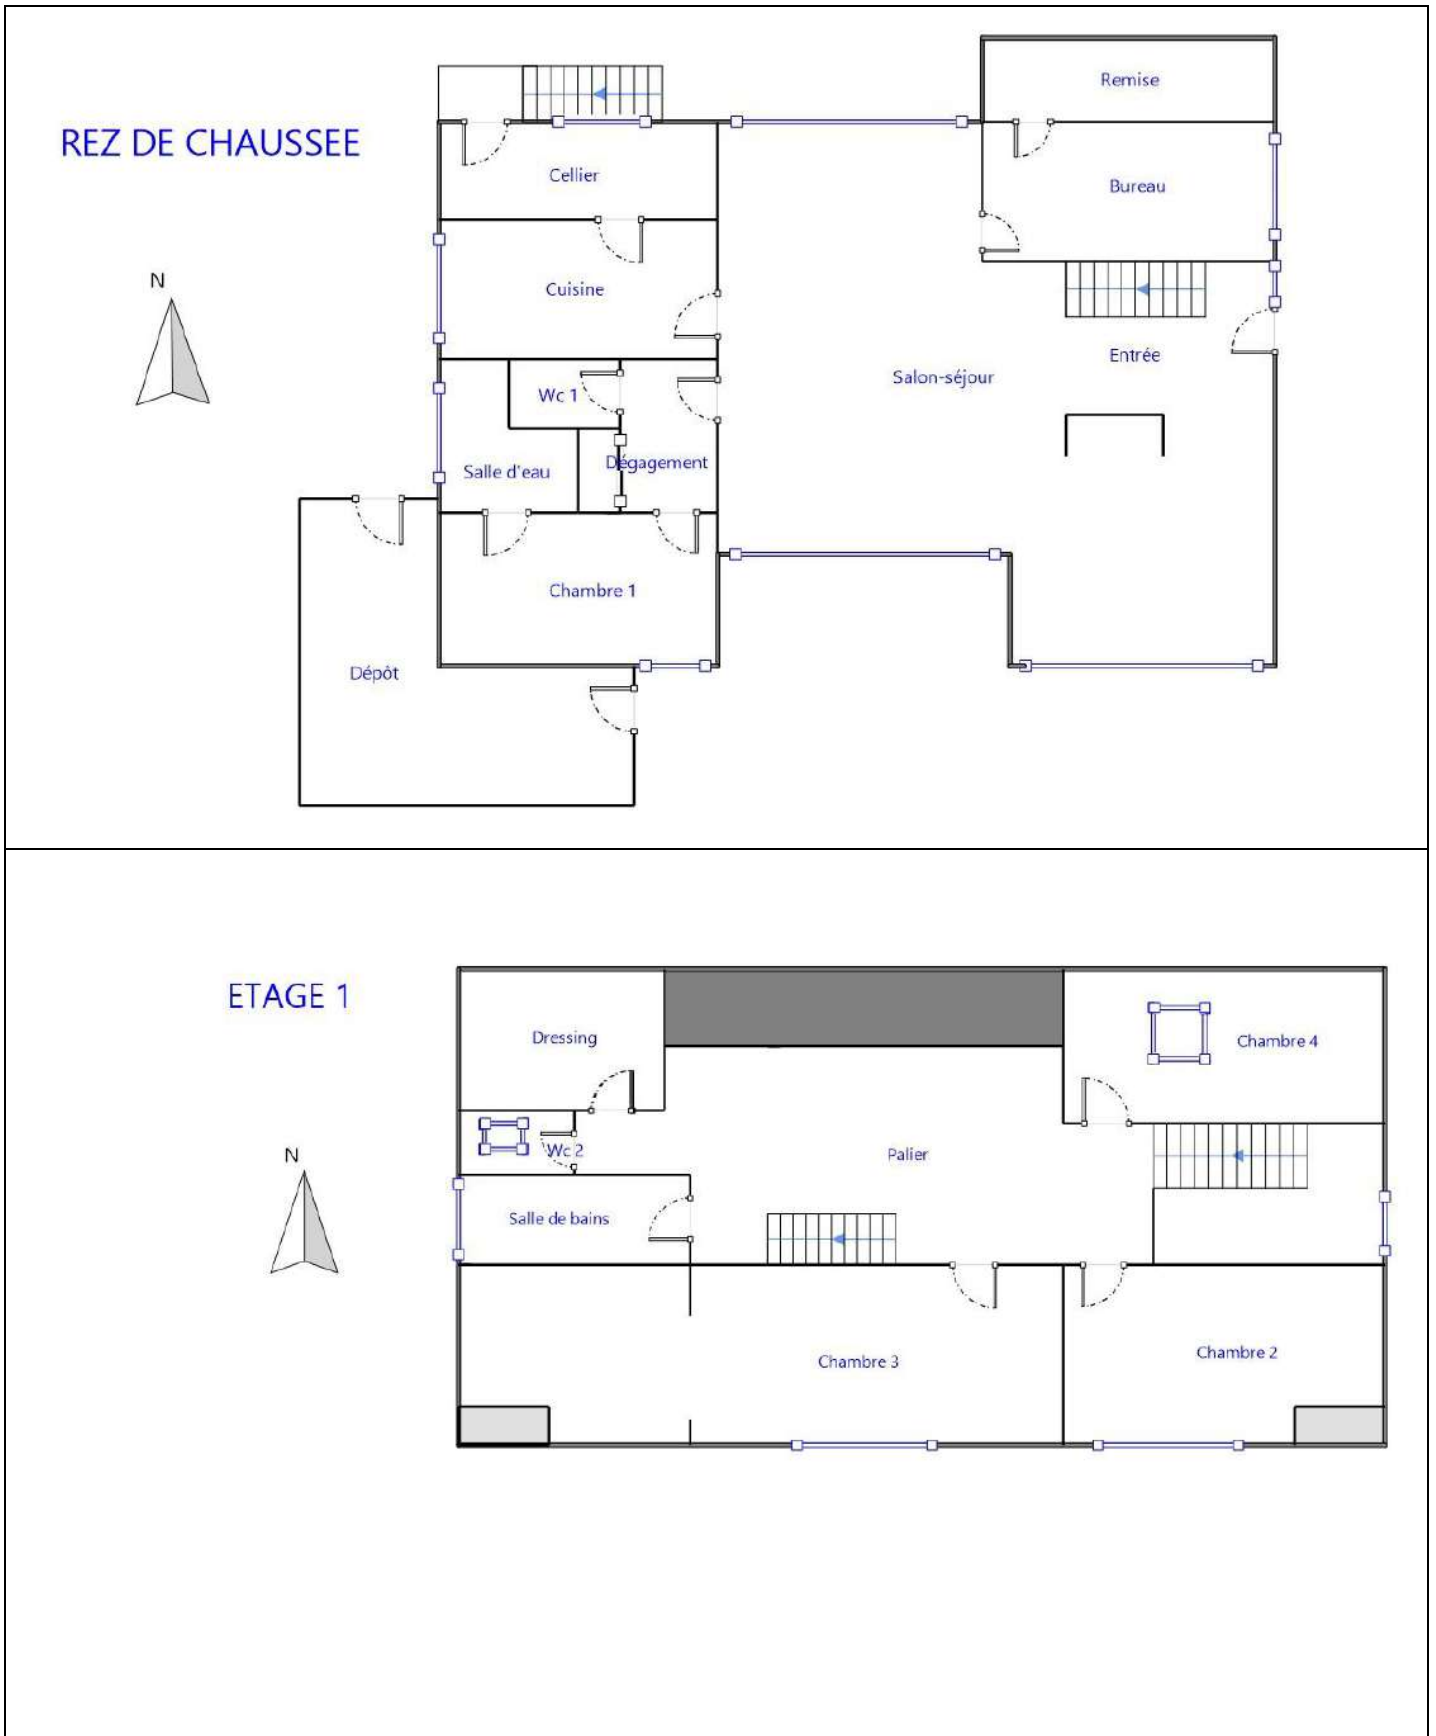 REZ DE CHAUSSEE
Remise
Cellier
Bureau
N
Cuisine
Entrée
Salon-séjour
Wc 1
Dégagement
Salle d'eau
Chambre 1
Dépôt
ETAGE 1
Dressing
Chambre 4
N
Wc 2
Palier
Salle de bains
Chambre 3
Chambre 2